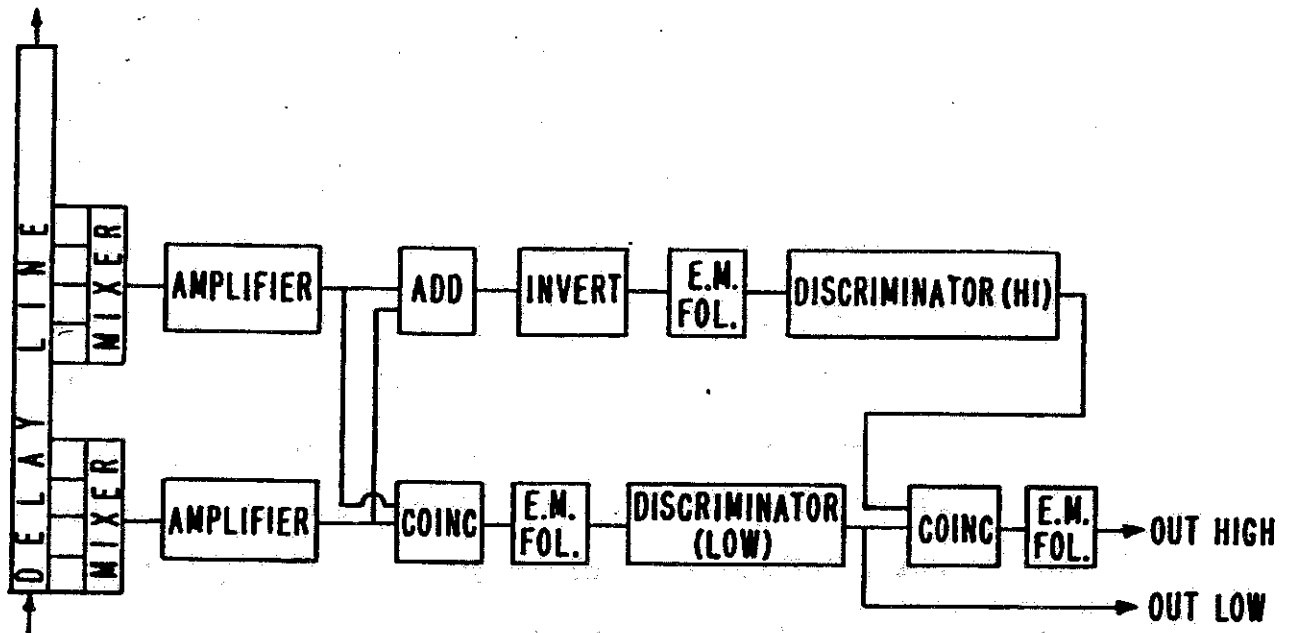 DELAY LINE
MIXER
AMPLIFIER
ADD
INVERT
E.M.
FOL.
DISCRIMINATOR (HI)
MIXER
AMPLIFIER
COINC
E.M.
FOL.
DISCRIMINATOR
(LOW)
COINC
E.M.
FOL.
OUT HIGH
OUT LOW